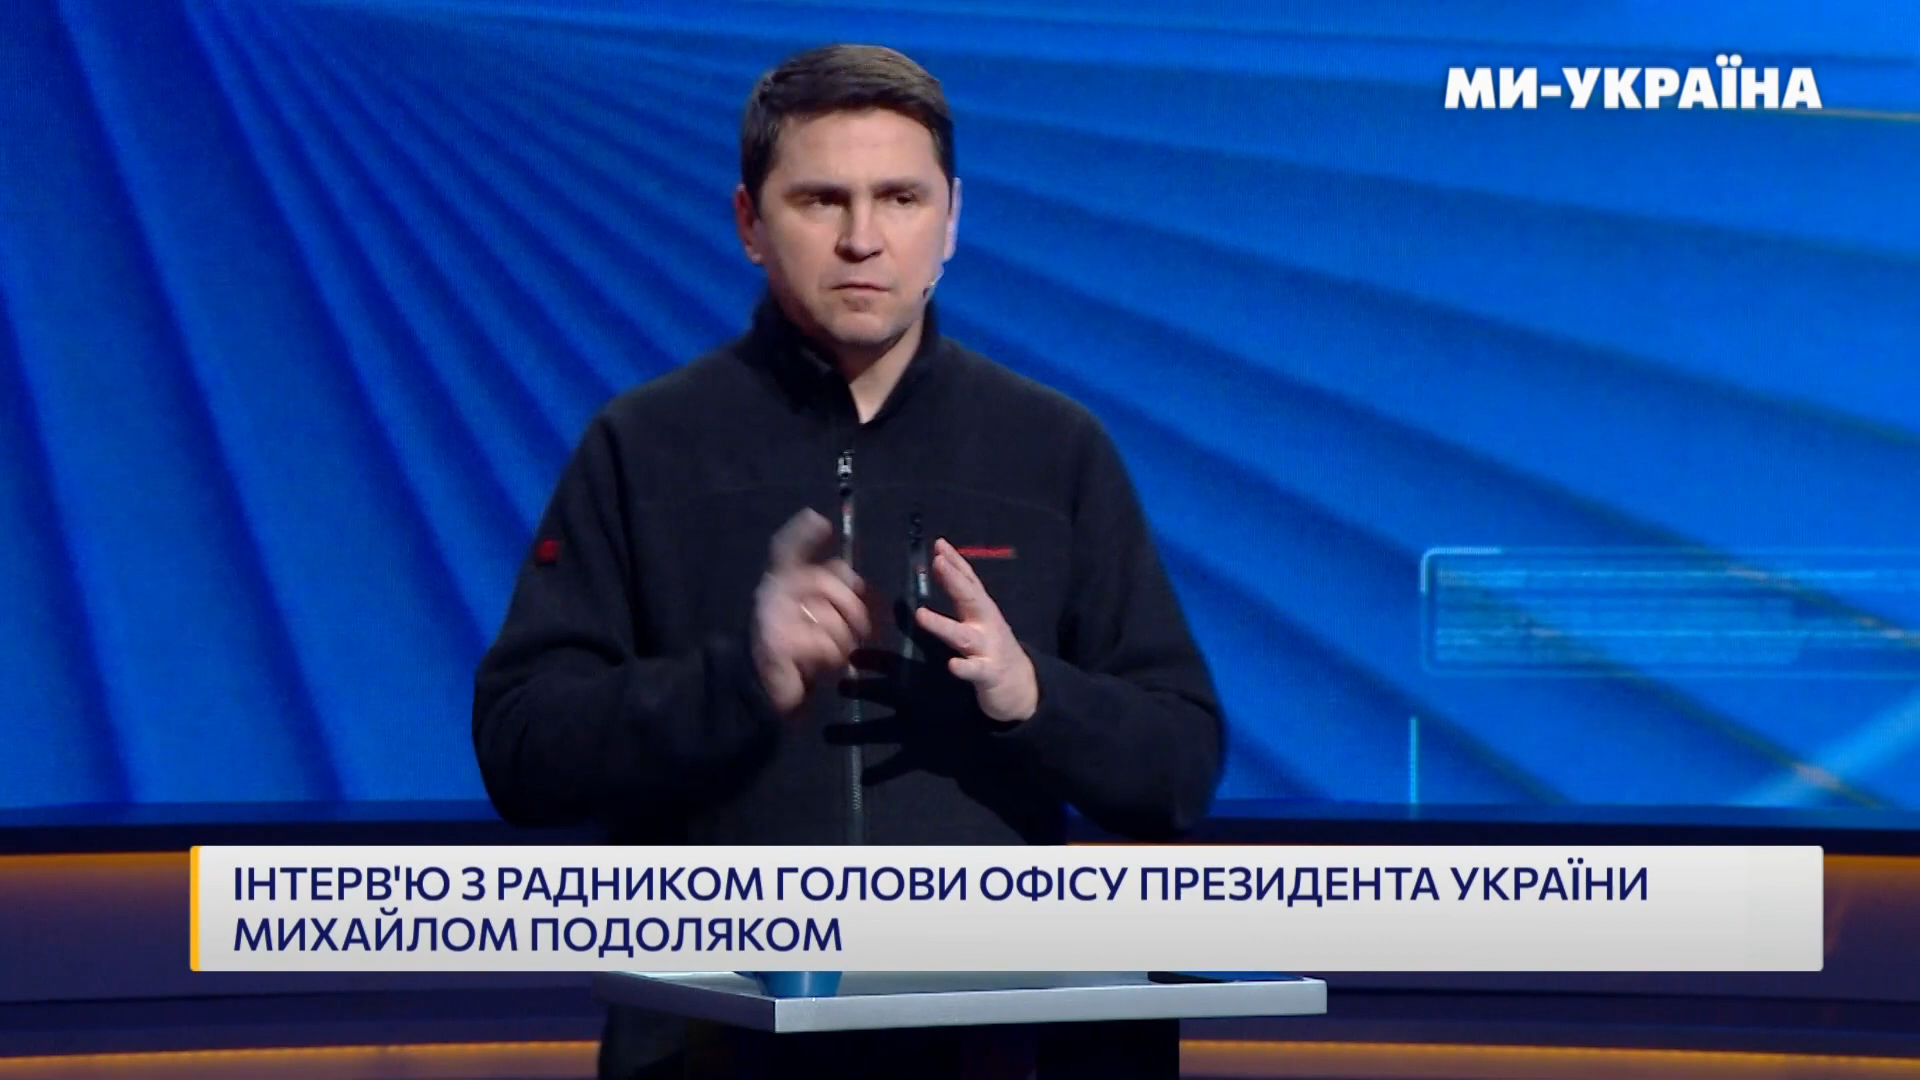 МИ-УКРАЇНА
ІНТЕРВ'Ю З РАДНИКОМ ГОЛОВИ ОФІСУ ПРЕЗИДЕНТА УКРАЇНИ
МИХАЙЛОМ ПОДОЛЯКОМ